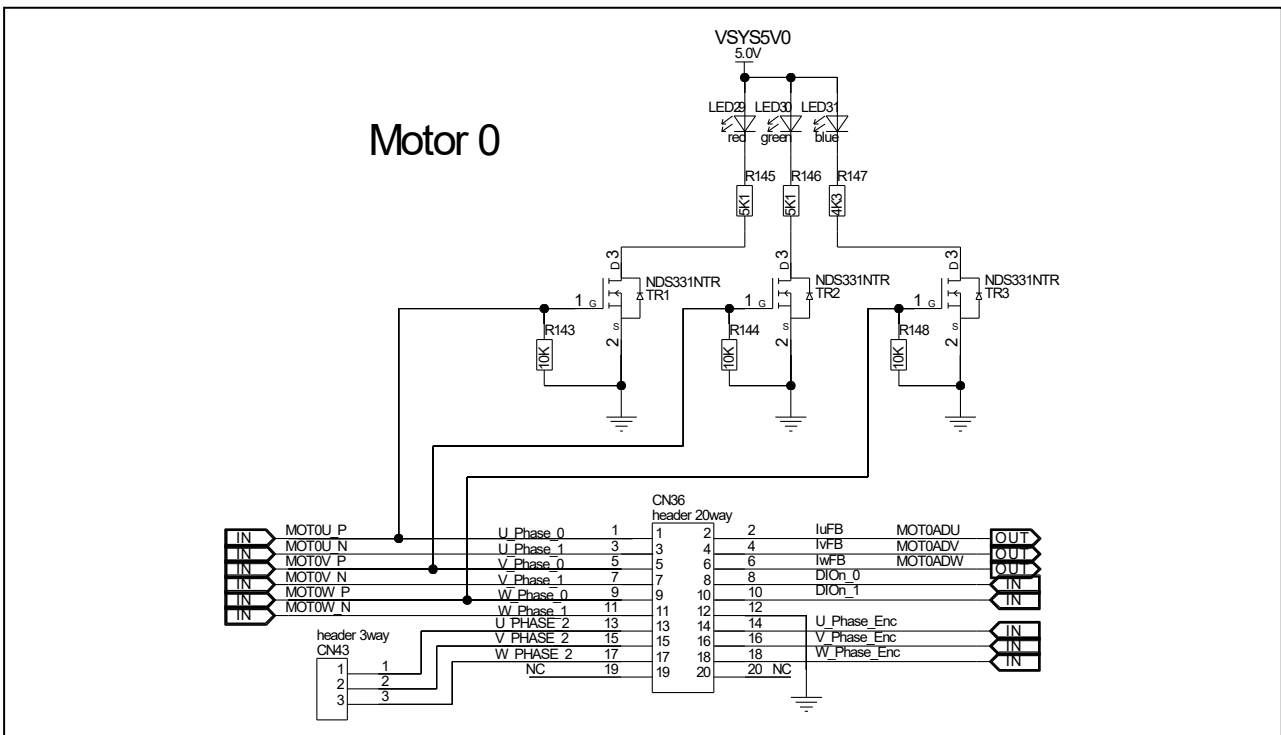 VSYS5V0
5.0V
Motor 0
LED29 LED30 LED31
red green blue
R145 R146 R147
5K1 5K1 4K3
D 3 D 3 D 3
NDS331NTR NDS331NTR NDS331NTR
TR1 TR2 TR3
1 G 1 G 1 G
S S S
2 2 2
R143 R144 R148
10K 10K 10K
CN36
header 20way
IN MOT0U_P U_Phase_0 1 1 2 2 IuFB MOT0ADU OUT
IN MOT0U_N U_Phase_1 3 3 4 4 IvFB MOT0ADV OUT
IN MOT0V_P V_Phase_0 5 5 6 6 IwFB MOT0ADW OUT
IN MOT0V_N V_Phase_1 7 7 8 8 DIOn_0 IN
IN MOT0W_P W_Phase_0 9 9 10 10 DIOn_1 IN
IN MOT0W_N W_Phase_1 11 11 12 12
U_PHASE_2 13 13 14 14 U_Phase_Enc IN
V_PHASE_2 15 15 16 16 V_Phase_Enc IN
W_PHASE_2 17 17 18 18 W_Phase_Enc IN
NC 19 19 20 20 NC
header 3way
CN43
1 1
2 2
3 3